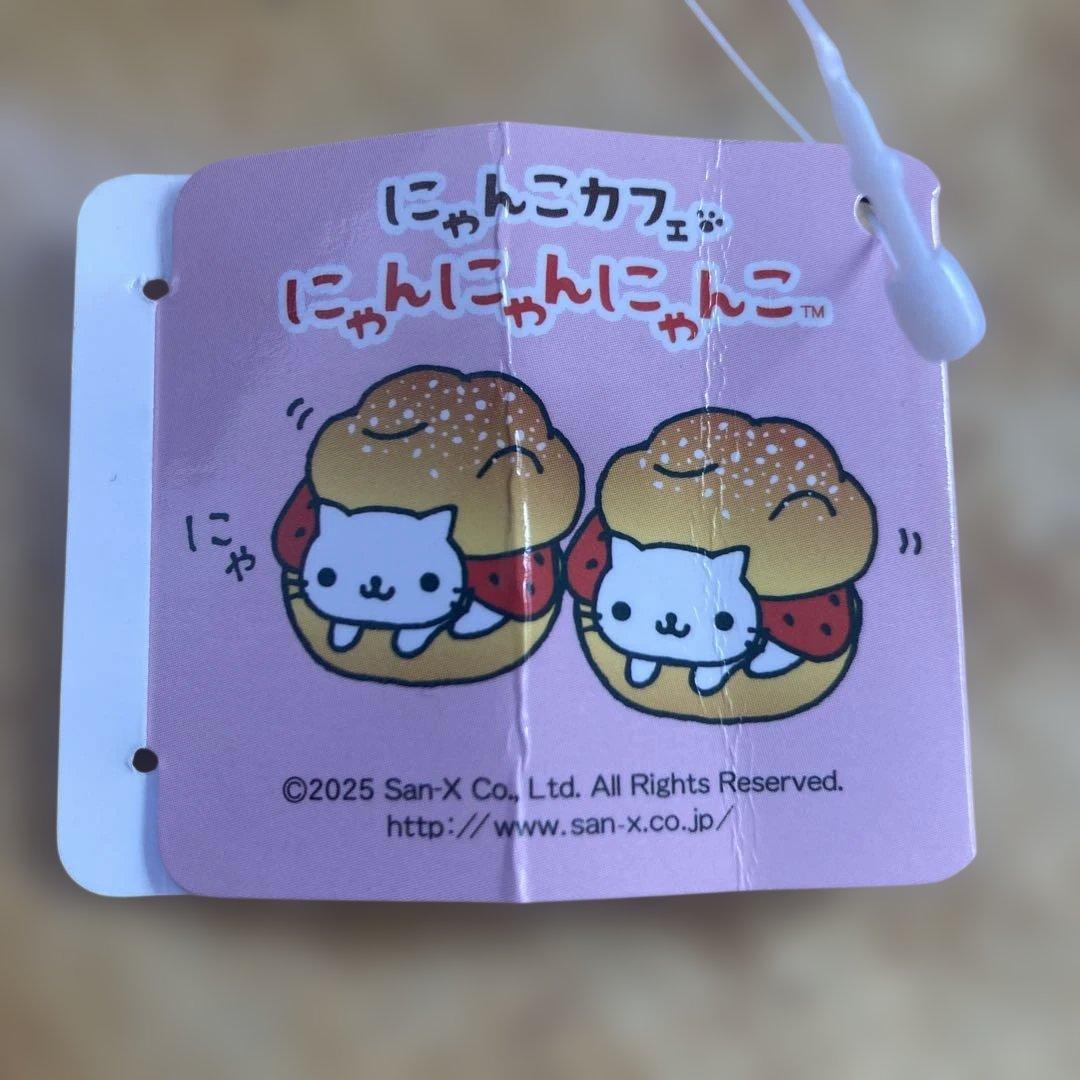 にゃんこカフェ
にゃんにゃんにゃんこ™
にゃ
©2025 San-X Co., Ltd. All Rights Reserved.
http://www.san-x.co.jp/